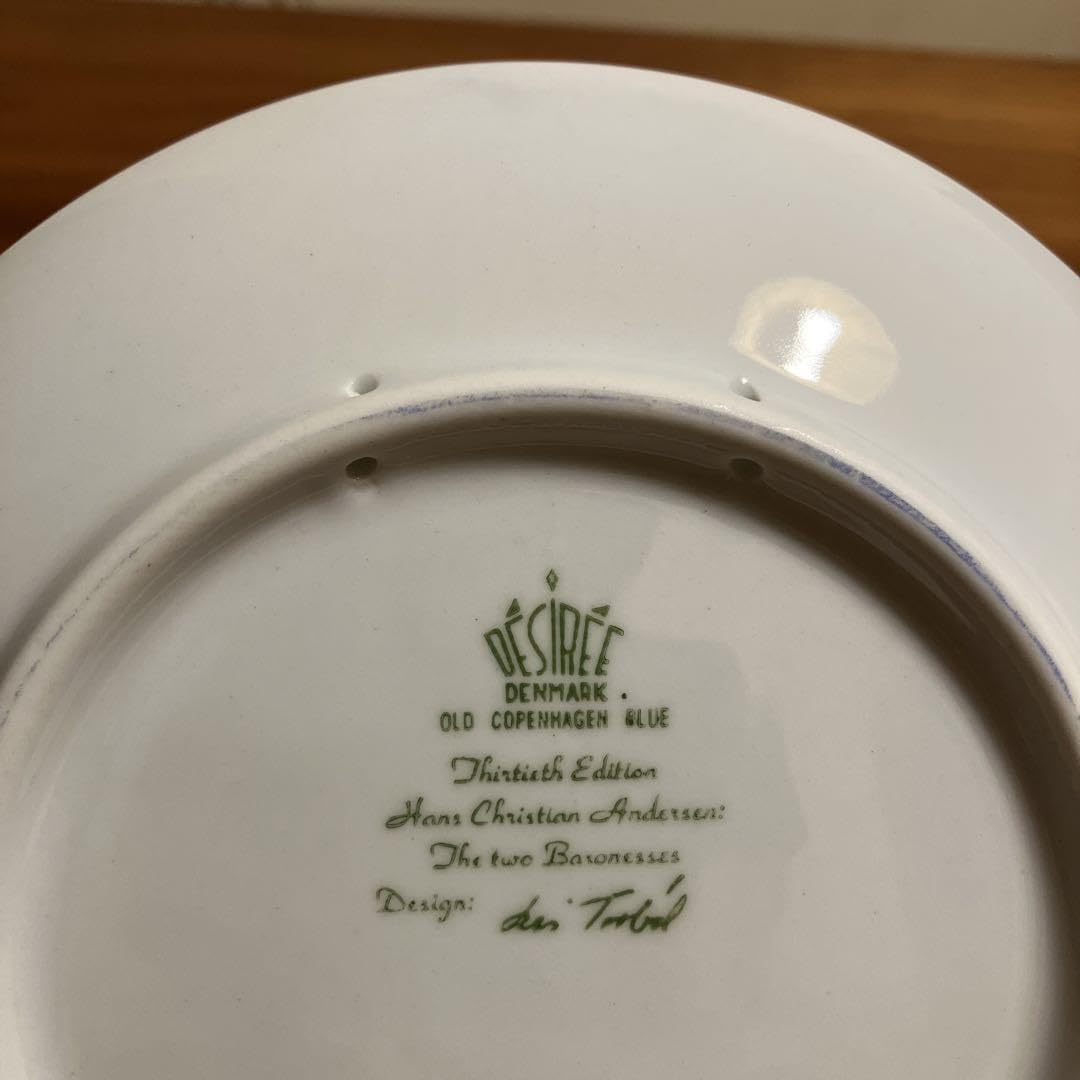 DÉSIRÉE
DENMARK .
OLD COPENHAGEN BLUE
Thirtieth Edition
Hans Christian Andersen:
The two Baronesses
Design: